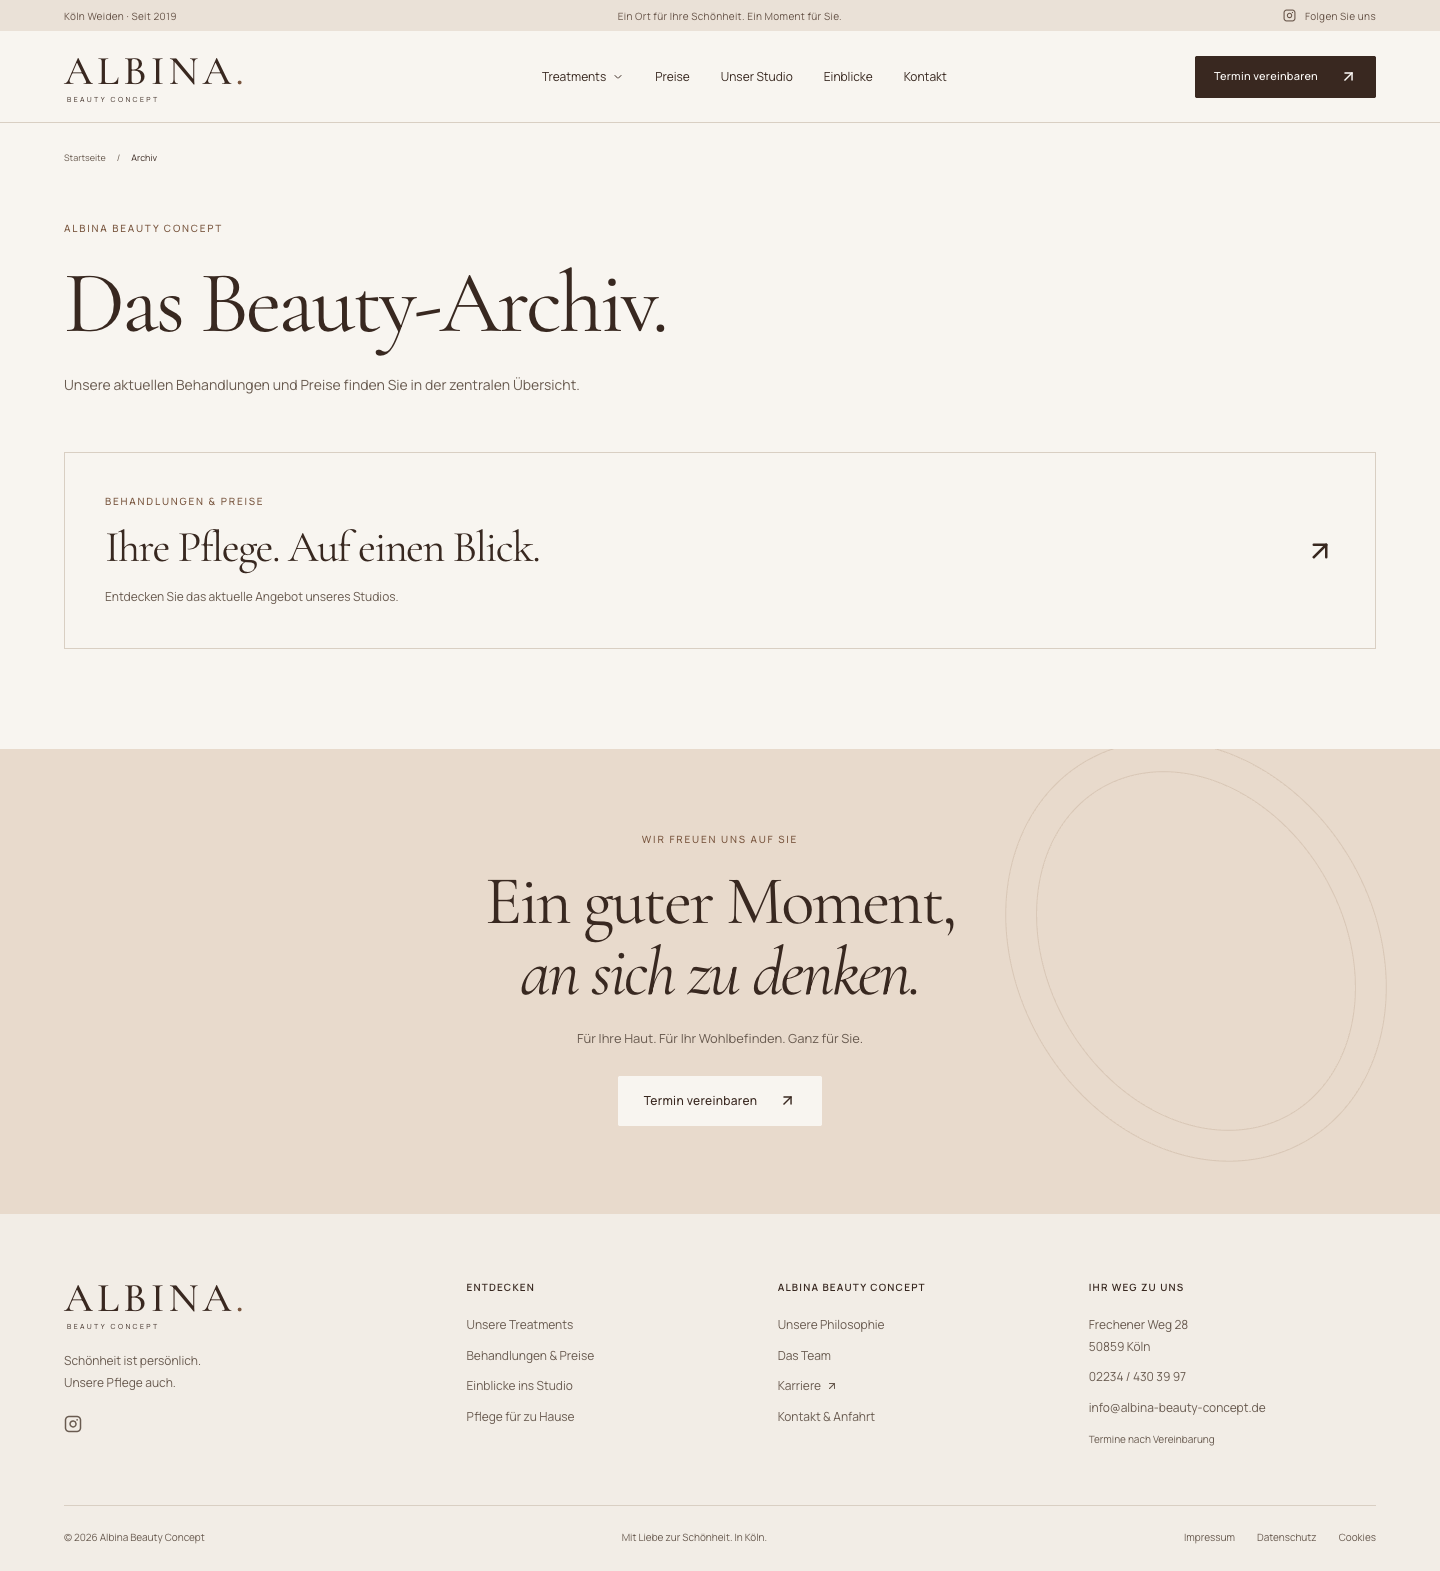 Köln Weiden · Seit 2019
Ein Ort für Ihre Schönheit. Ein Moment für Sie.
Folgen Sie uns
ALBINA.
BEAUTY CONCEPT
Treatments
Preise
Unser Studio
Einblicke
Kontakt
Termin vereinbaren
Startseite / Archiv
ALBINA BEAUTY CONCEPT
Das Beauty-Archiv.
Unsere aktuellen Behandlungen und Preise finden Sie in der zentralen Übersicht.
BEHANDLUNGEN & PREISE
Ihre Pflege. Auf einen Blick.
Entdecken Sie das aktuelle Angebot unseres Studios.
WIR FREUEN UNS AUF SIE
Ein guter Moment,
an sich zu denken.
Für Ihre Haut. Für Ihr Wohlbefinden. Ganz für Sie.
Termin vereinbaren
ALBINA.
BEAUTY CONCEPT
Schönheit ist persönlich.
Unsere Pflege auch.
ENTDECKEN
Unsere Treatments
Behandlungen & Preise
Einblicke ins Studio
Pflege für zu Hause
ALBINA BEAUTY CONCEPT
Unsere Philosophie
Das Team
Karriere
Kontakt & Anfahrt
IHR WEG ZU UNS
Frechener Weg 28
50859 Köln
02234 / 430 39 97
info@albina-beauty-concept.de
Termine nach Vereinbarung
© 2026 Albina Beauty Concept
Mit Liebe zur Schönheit. In Köln.
Impressum
Datenschutz
Cookies